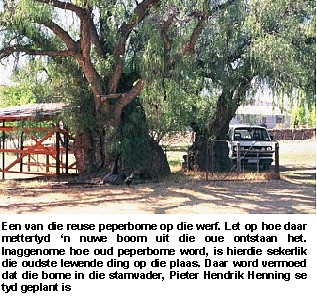 Een van die reuse peperbome op die werf. Let op hoe daar
mettertyd ‘n nuwe boom uit die oue ontstaan het.
Inaggenome hoe oud peperbome word, is hierdie sekerlik
die oudste lewende ding op die plaas. Daar word vermoed
dat die bome in die stamvader, Pieter Hendrik Henning se
tyd geplant is